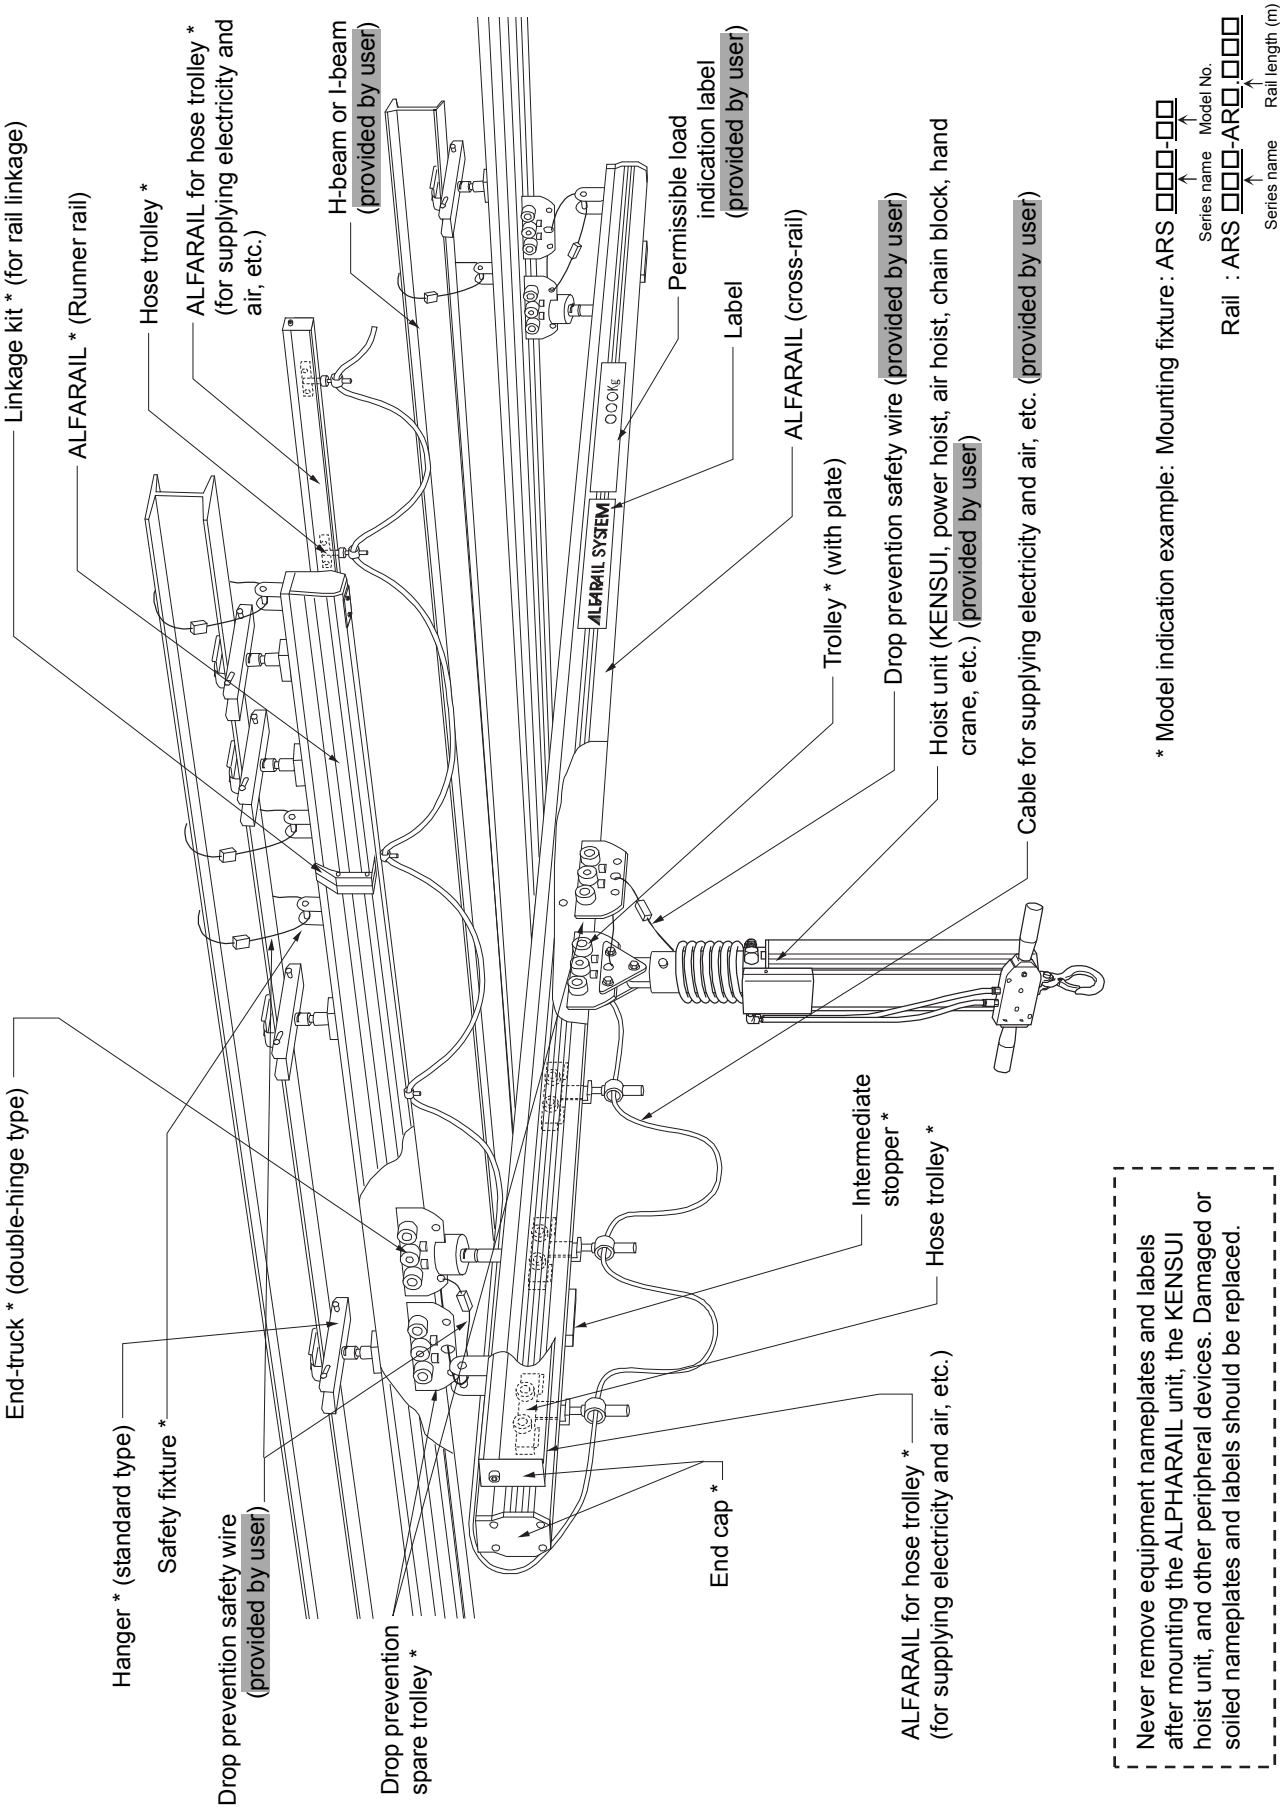 End-truck * (double-hinge type)
Hanger * (standard type)
Safety fixture *
Drop prevention safety wire
(provided by user)
Drop prevention
spare trolley *
Linkage kit * (for rail linkage)
ALFARAIL * (Runner rail)
Hose trolley *
ALFARAIL for hose trolley *
(for supplying electricity and
air, etc.)
H-beam or I-beam
(provided by user)
Permissible load
indication label
(provided by user)
Label
ALFARAIL (cross-rail)
OOOKg
ALFARAIL SYSTEM
Trolley * (with plate)
Drop prevention safety wire (provided by user)
Hoist unit (KENSUI, power hoist, air hoist, chain block, hand
crane, etc.) (provided by user)
Cable for supplying electricity and air, etc. (provided by user)
End cap *
Intermediate
stopper *
Hose trolley *
ALFARAIL for hose trolley *
(for supplying electricity and air, etc.)
Never remove equipment nameplates and labels
after mounting the ALPHARAIL unit, the KENSUI
hoist unit, and other peripheral devices. Damaged or
soiled nameplates and labels should be replaced.
* Model indication example: Mounting fixture : ARS □□□-□□
Series name Model No.
Rail : ARS □□□-AR□.□□□
Series name Rail length (m)